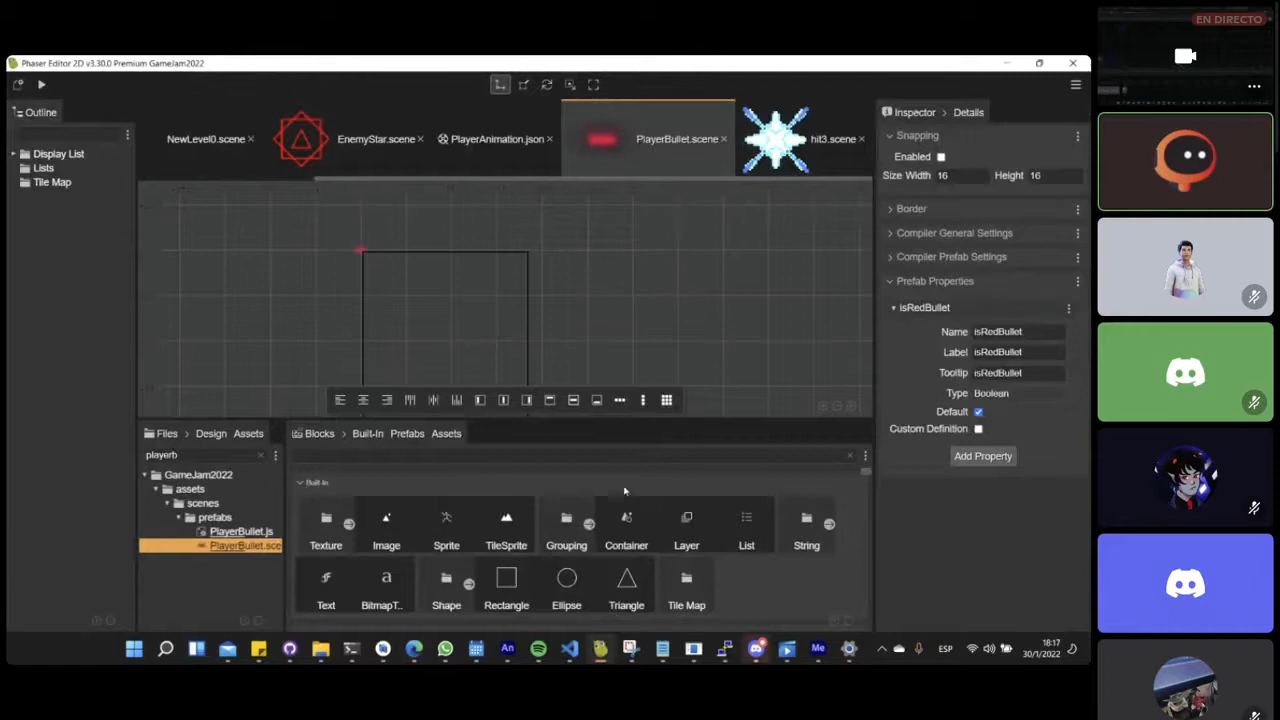 EN DIRECTO
Phaser Editor 2D v3.30.0 Premium GameJam2022
Outline
Display List
Lists
Tile Map
NewLevel0.scene
EnemyStar.scene
PlayerAnimation.json
PlayerBullet.scene
hit3.scene
Inspector
Details
Snapping
Enabled
Size Width 16 Height 16
Border
Compiler General Settings
Compiler Prefab Settings
Prefab Properties
isRedBullet
Name isRedBullet
Label isRedBullet
Tooltip isRedBullet
Type Boolean
Default
Custom Definition
Add Property
Files Design Assets
playerb
GameJam2022
assets
scenes
prefabs
PlayerBullet.js
PlayerBullet.sce
Blocks Built-In Prefabs Assets
Built-In
Texture Image Sprite TileSprite Grouping Container Layer List String
Text BitmapT.. Shape Rectangle Ellipse Triangle Tile Map
An
Me
ESP
18:17
30/1/2022